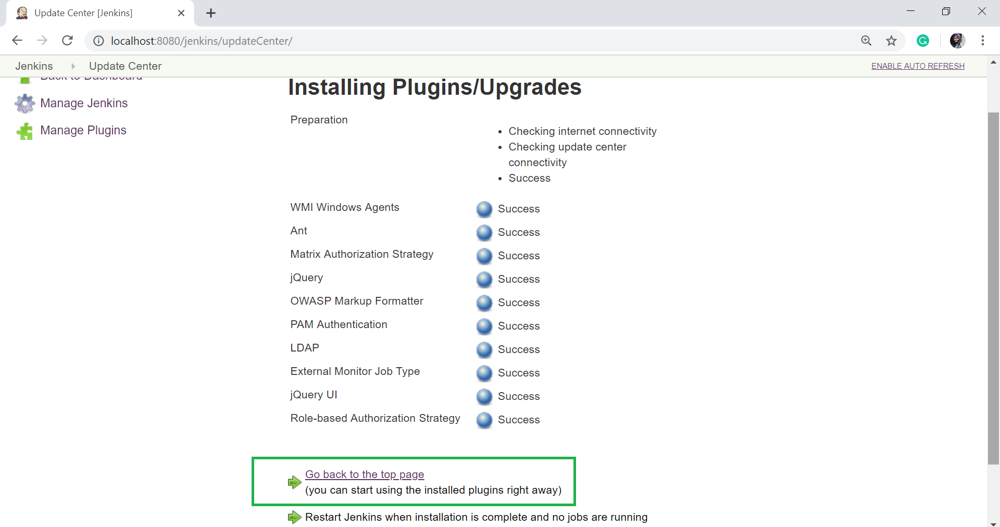 Update Center [Jenkins]
localhost:8080/jenkins/updateCenter/
Jenkins
Update Center
ENABLE AUTO REFRESH
Back to Dashboard
Manage Jenkins
Manage Plugins
Installing Plugins/Upgrades
Preparation
• Checking internet connectivity
• Checking update center
connectivity
• Success
WMI Windows Agents Success
Ant Success
Matrix Authorization Strategy Success
jQuery Success
OWASP Markup Formatter Success
PAM Authentication Success
LDAP Success
External Monitor Job Type Success
jQuery UI Success
Role-based Authorization Strategy Success
Go back to the top page
(you can start using the installed plugins right away)
Restart Jenkins when installation is complete and no jobs are running